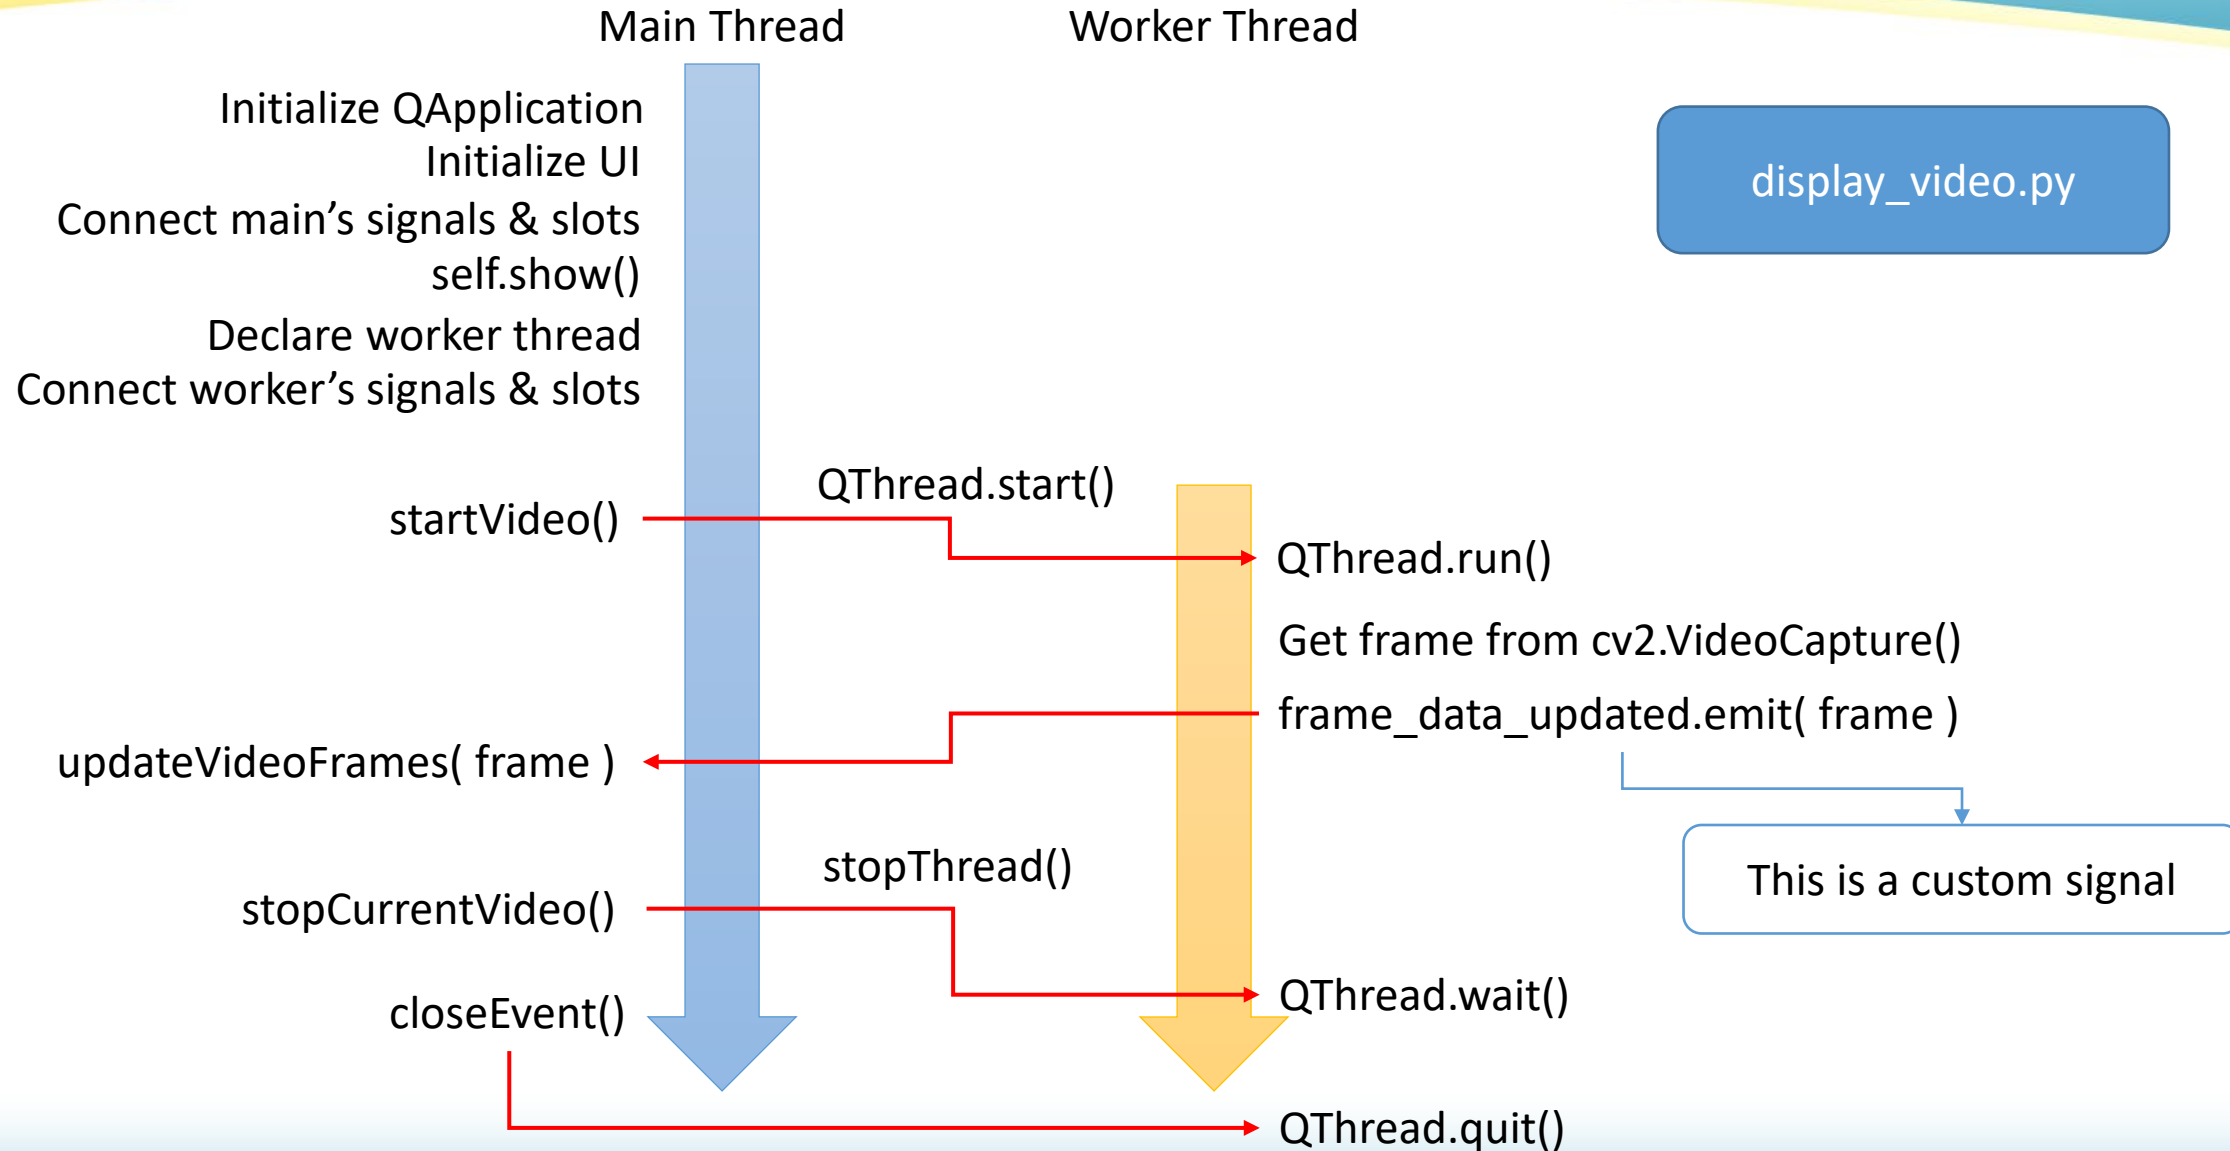 Main Thread
Worker Thread
Initialize QApplication
Initialize UI
Connect main’s signals & slots
self.show()
Declare worker thread
Connect worker’s signals & slots
display_video.py
QThread.start()
startVideo()
QThread.run()
Get frame from cv2.VideoCapture()
frame_data_updated.emit( frame )
updateVideoFrames( frame )
This is a custom signal
stopThread()
stopCurrentVideo()
QThread.wait()
closeEvent()
QThread.quit()